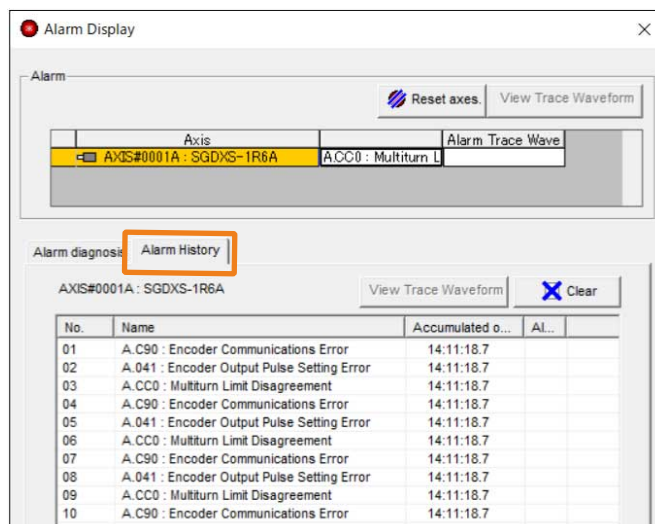 Alarm Display
Alarm
Reset axes. View Trace Waveform
Axis Alarm Trace Wave
AXIS#0001A : SGDXS-1R6A A.CC0 : Multiturn L
Alarm diagnosis Alarm History
AXIS#0001A : SGDXS-1R6A View Trace Waveform Clear
No. Name Accumulated o... Al...
01 A.C90 : Encoder Communications Error 14:11:18.7
02 A.041 : Encoder Output Pulse Setting Error 14:11:18.7
03 A.CC0 : Multiturn Limit Disagreement 14:11:18.7
04 A.C90 : Encoder Communications Error 14:11:18.7
05 A.041 : Encoder Output Pulse Setting Error 14:11:18.7
06 A.CC0 : Multiturn Limit Disagreement 14:11:18.7
07 A.C90 : Encoder Communications Error 14:11:18.7
08 A.041 : Encoder Output Pulse Setting Error 14:11:18.7
09 A.CC0 : Multiturn Limit Disagreement 14:11:18.7
10 A.C90 : Encoder Communications Error 14:11:18.7